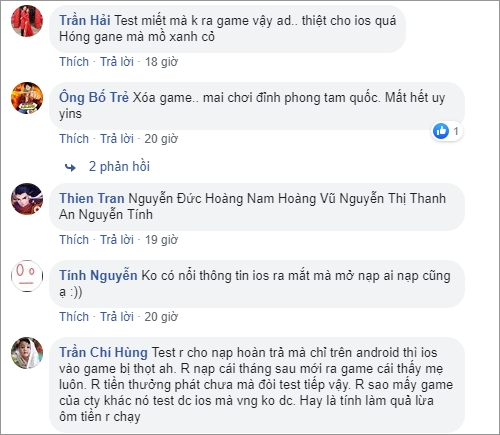 Trần Hải Test miết mà k ra game vậy ad.. thiệt cho ios quá
Hóng gane mà mồ xanh cỏ
Thích · Trả lời · 18 giờ
Ông Bố Trẻ Xóa game.. mai chơi đỉnh phong tam quốc. Mất hết uy
yins
1
Thích · Trả lời · 20 giờ
2 phản hồi
Thien Tran Nguyễn Đức Hoàng Nam Hoàng Vũ Nguyễn Thị Thanh
An Nguyễn Tính
Thích · Trả lời · 19 giờ
Tính Nguyễn Ko có nổi thông tin ios ra mắt mà mở nạp ai nạp cũng
ạ :))
Thích · Trả lời · 20 giờ
Trần Chí Hùng Test r cho nạp hoàn trả mà chỉ trên android thì ios
vào game bị thọt ah. R nạp cái tháng sau mới ra game cái thấy mẹ
luôn. R tiền thưởng phát chưa mà đòi test tiếp vậy. R sao mấy game
của cty khác nó test dc ios mà vng ko dc. Hay là tính làm quả lừa
ôm tiền r chạy